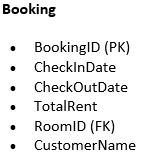 Booking
• BookingID (PK)
• CheckInDate
• CheckOutDate
• TotalRent
• RoomID (FK)
• CustomerName